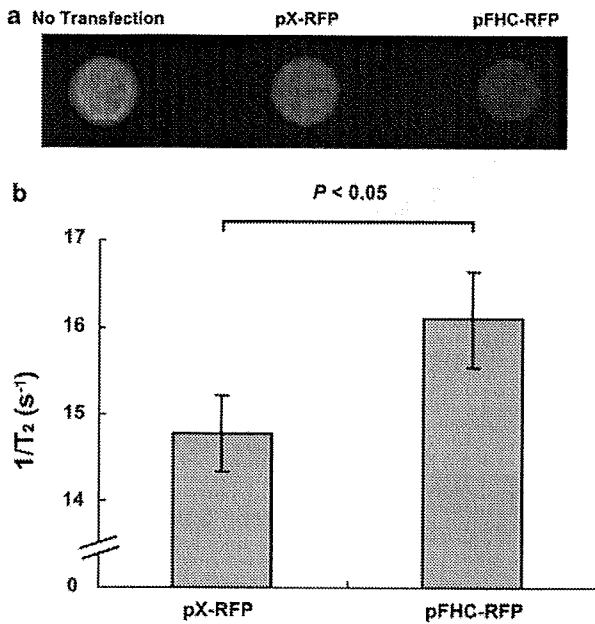 a No Transfection pX-RFP pFHC-RFP
b
P < 0.05
17
16
15
14
0
1/T₂ (s⁻¹)
pX-RFP pFHC-RFP